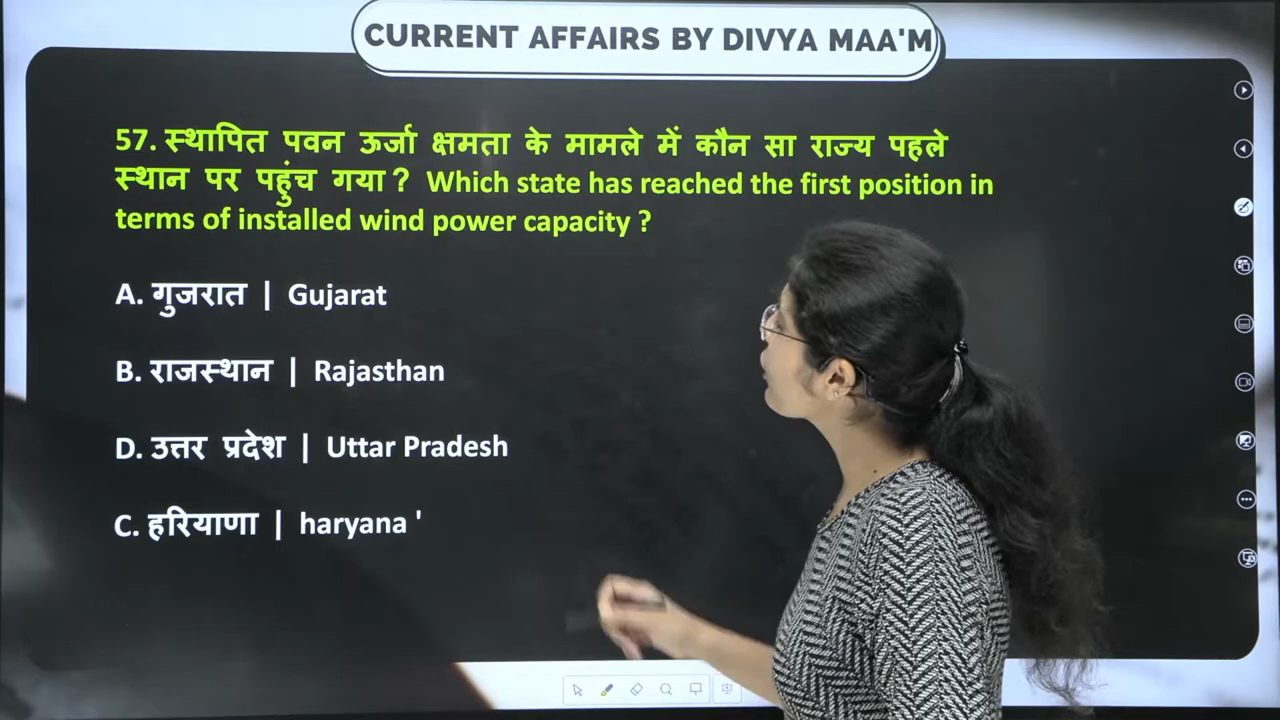 CURRENT AFFAIRS BY DIVYA MAA'M
57. स्थापित पवन ऊर्जा क्षमता के मामले में कौन सा राज्य पहले
स्थान पर पहुंच गया ? Which state has reached the first position in
terms of installed wind power capacity ?
A. गुजरात | Gujarat
B. राजस्थान | Rajasthan
D. उत्तर प्रदेश | Uttar Pradesh
C. हरियाणा | haryana '